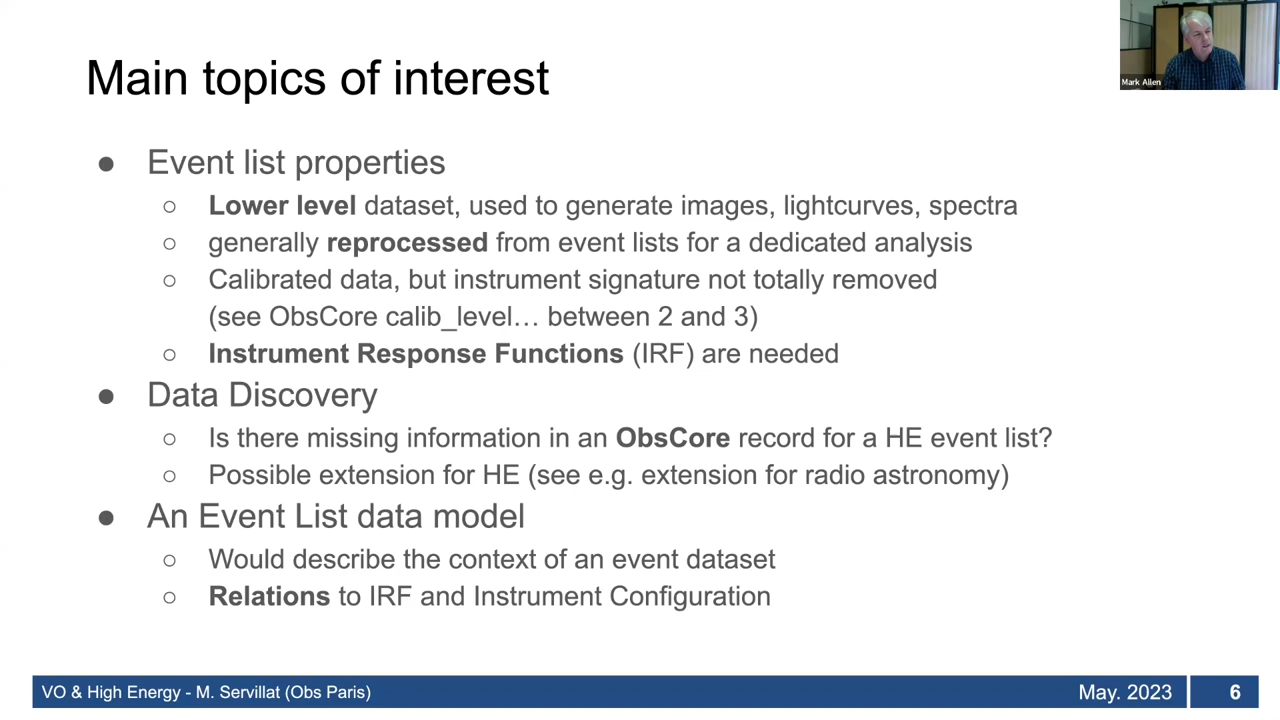 Main topics of interest
Mark Allen
● Event list properties
○ Lower level dataset, used to generate images, lightcurves, spectra
○ generally reprocessed from event lists for a dedicated analysis
○ Calibrated data, but instrument signature not totally removed
(see ObsCore calib_level… between 2 and 3)
○ Instrument Response Functions (IRF) are needed
● Data Discovery
○ Is there missing information in an ObsCore record for a HE event list?
○ Possible extension for HE (see e.g. extension for radio astronomy)
● An Event List data model
○ Would describe the context of an event dataset
○ Relations to IRF and Instrument Configuration
VO & High Energy - M. Servillat (Obs Paris)
May. 2023
6